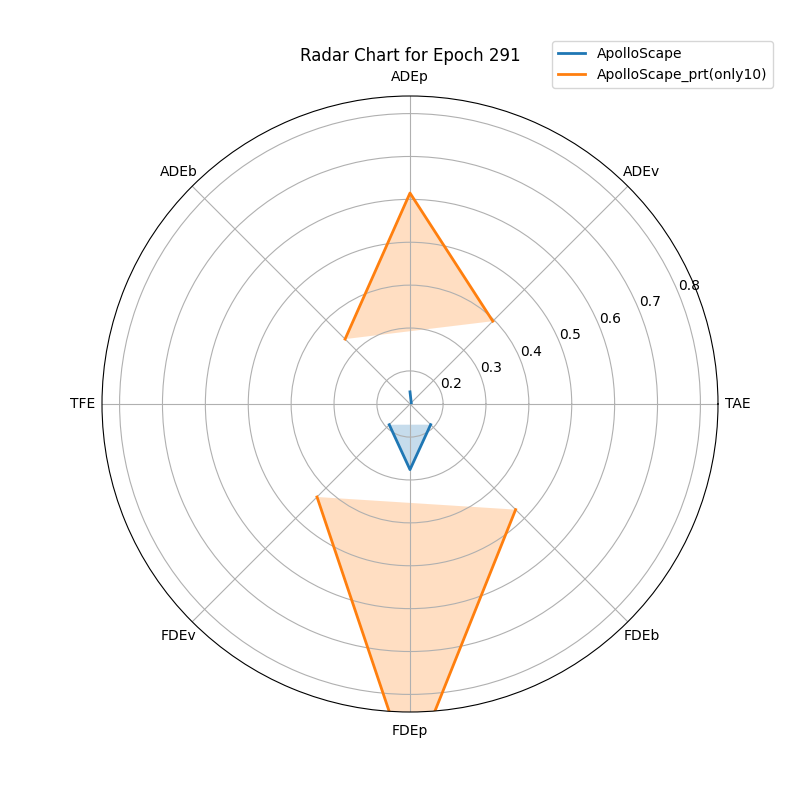 Radar Chart for Epoch 291
ApolloScape
ApolloScape_prt(only10)
ADEp
ADEb
ADEv
0.8
0.7
0.6
0.5
0.4
0.3
0.2
TFE
TAE
FDEv
FDEb
FDEp